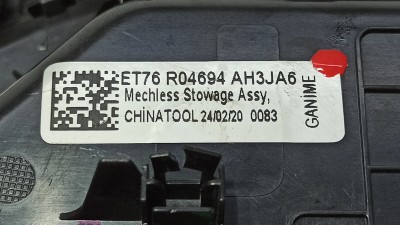 ET76 R04694 AH3JA6
Mechless Stowage Assy,
CHINATOOL 24/02/20 0083
GANIME